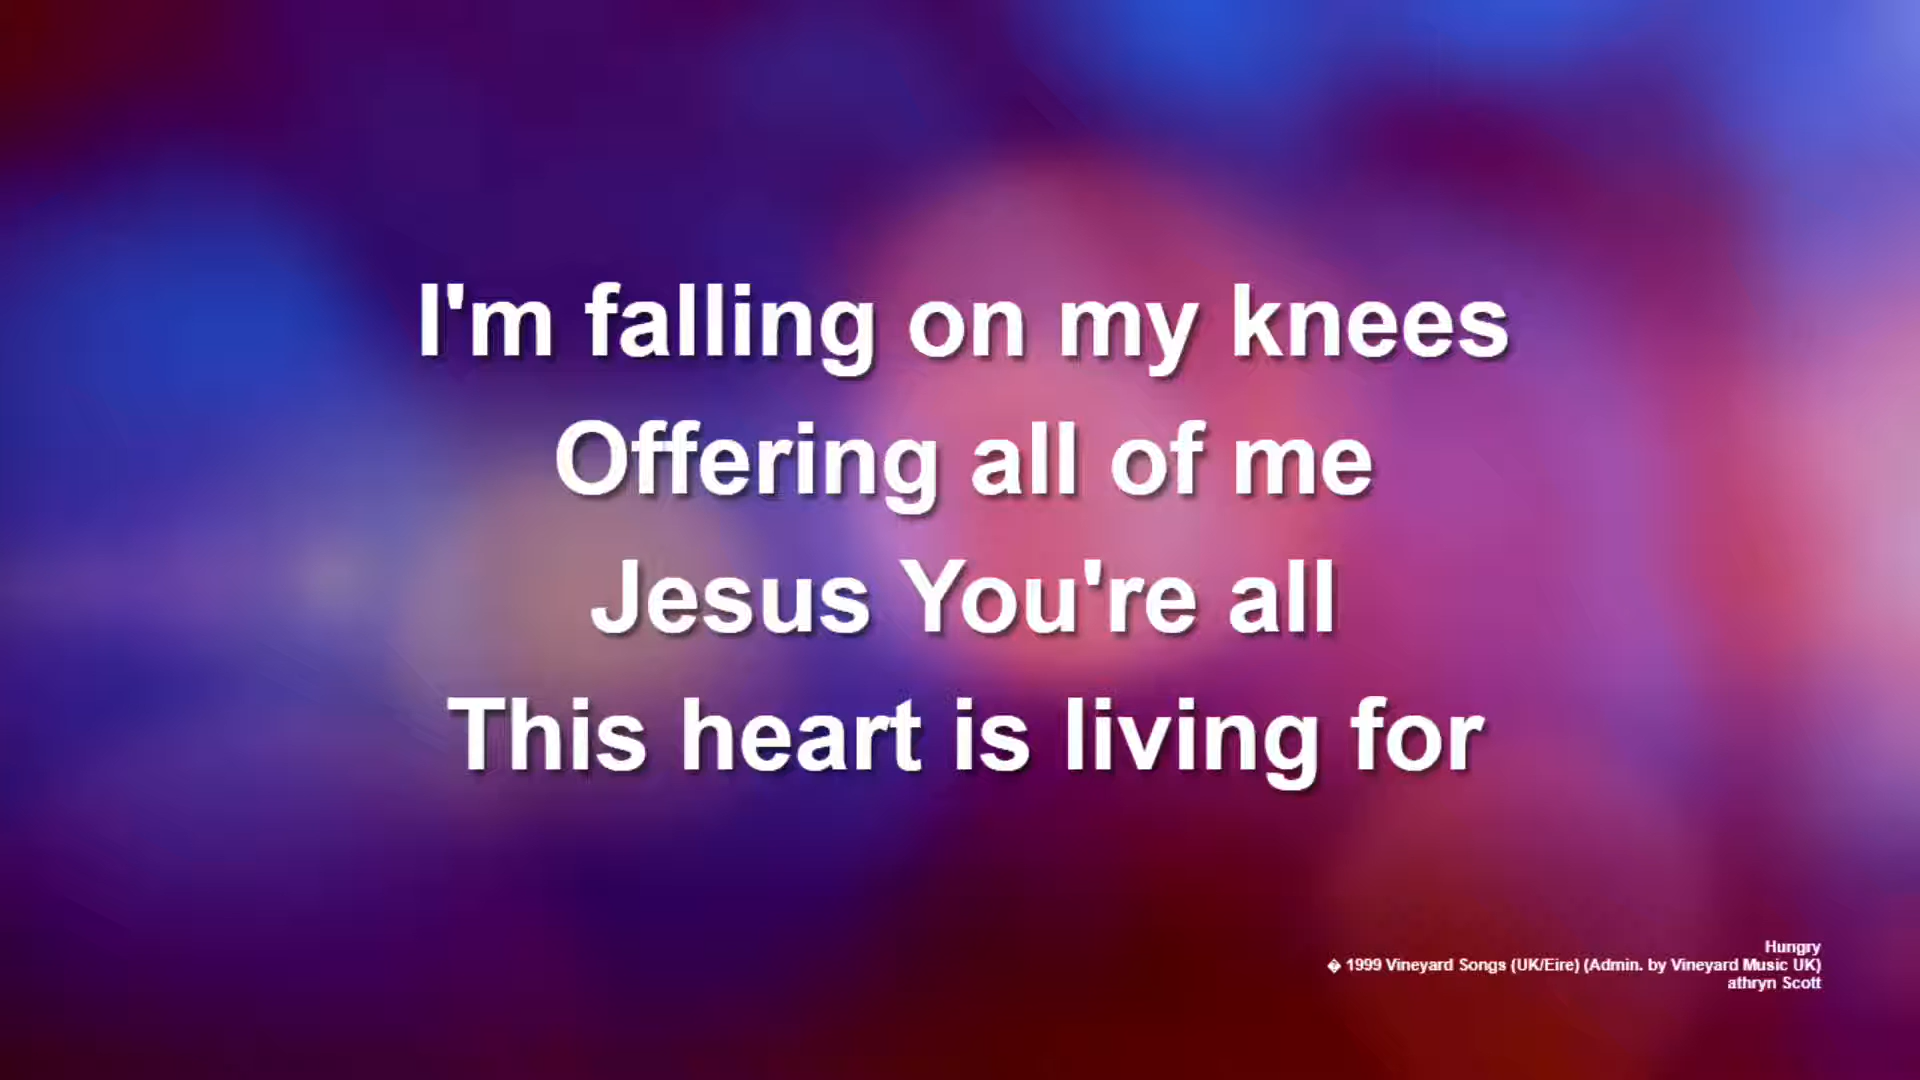 I'm falling on my knees
Offering all of me
Jesus You're all
This heart is living for
Hungry
� 1999 Vineyard Songs (UK/Eire) (Admin. by Vineyard Music UK)
athryn Scott